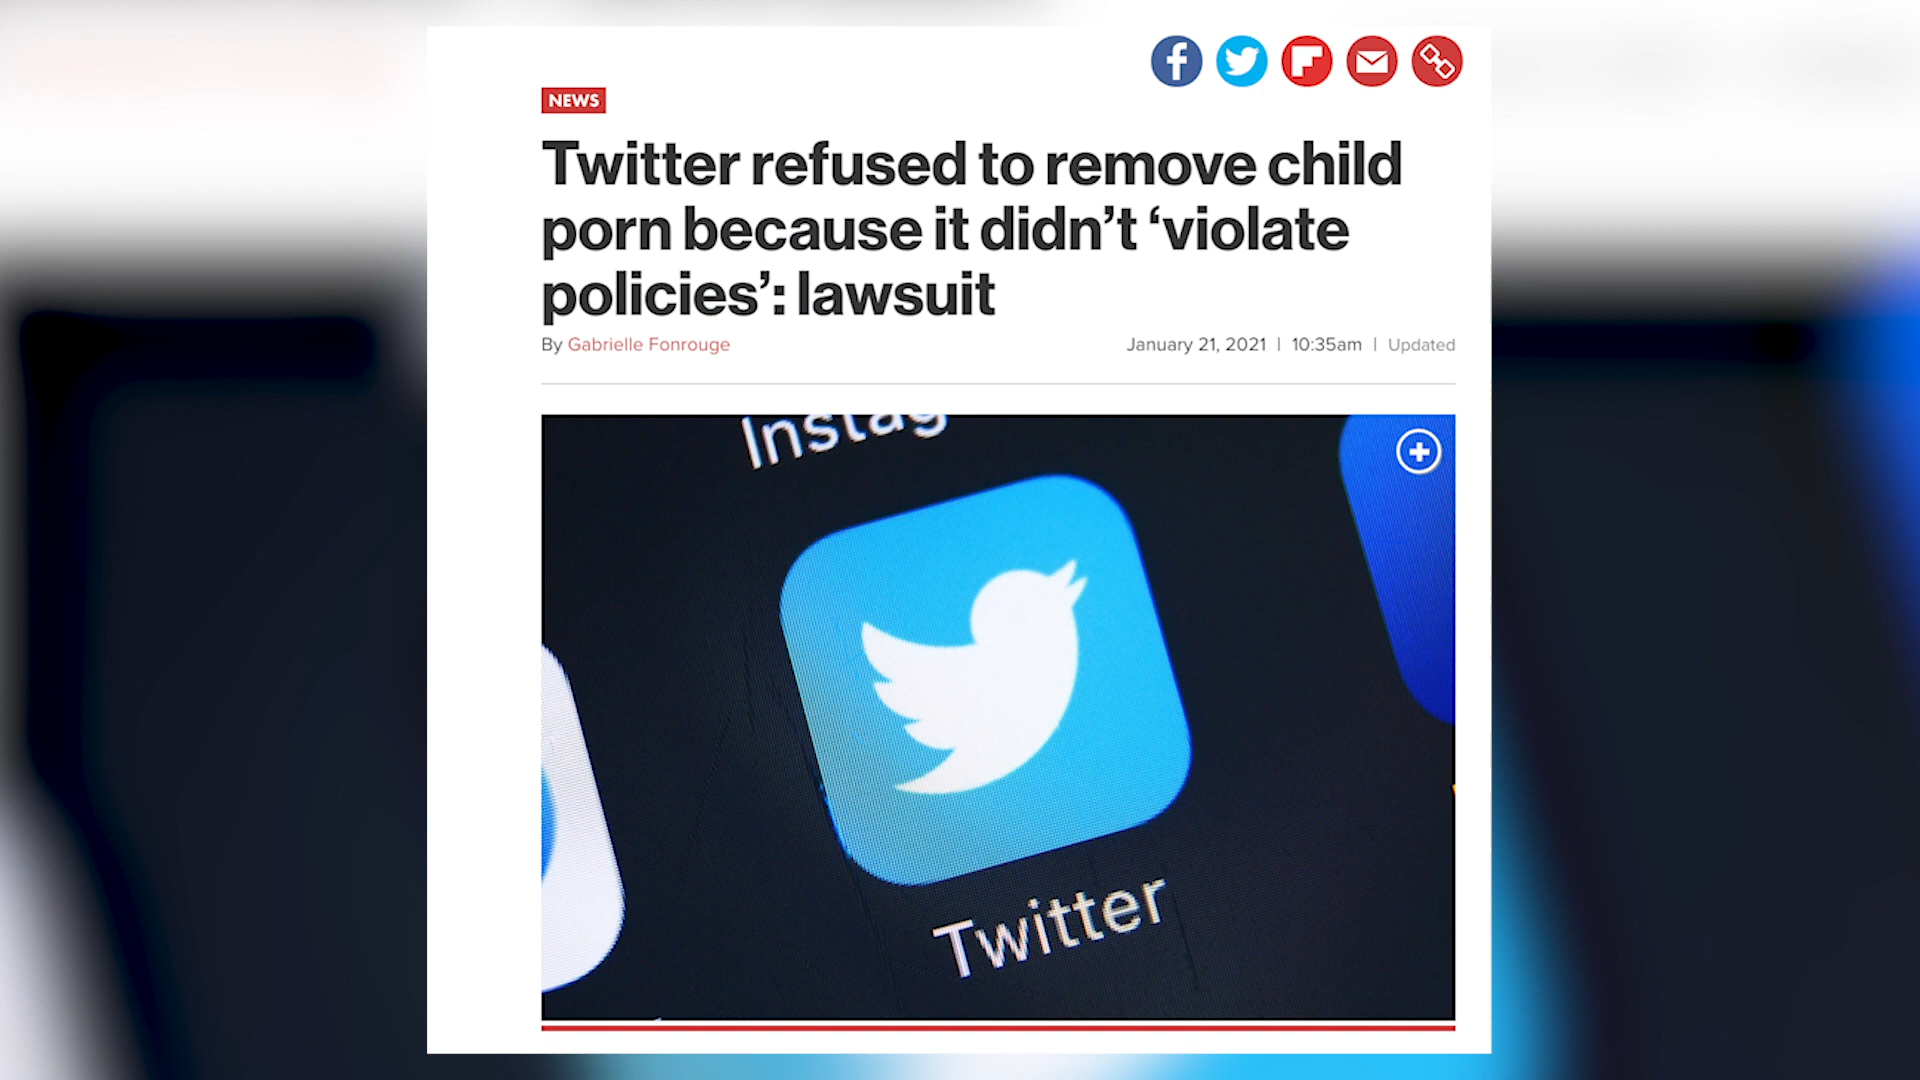 NEWS
Twitter refused to remove child
porn because it didn't ‘violate
policies’: lawsuit
By Gabrielle Fonrouge
January 21, 2021 | 10:35am | Updated
Instag
Twitter